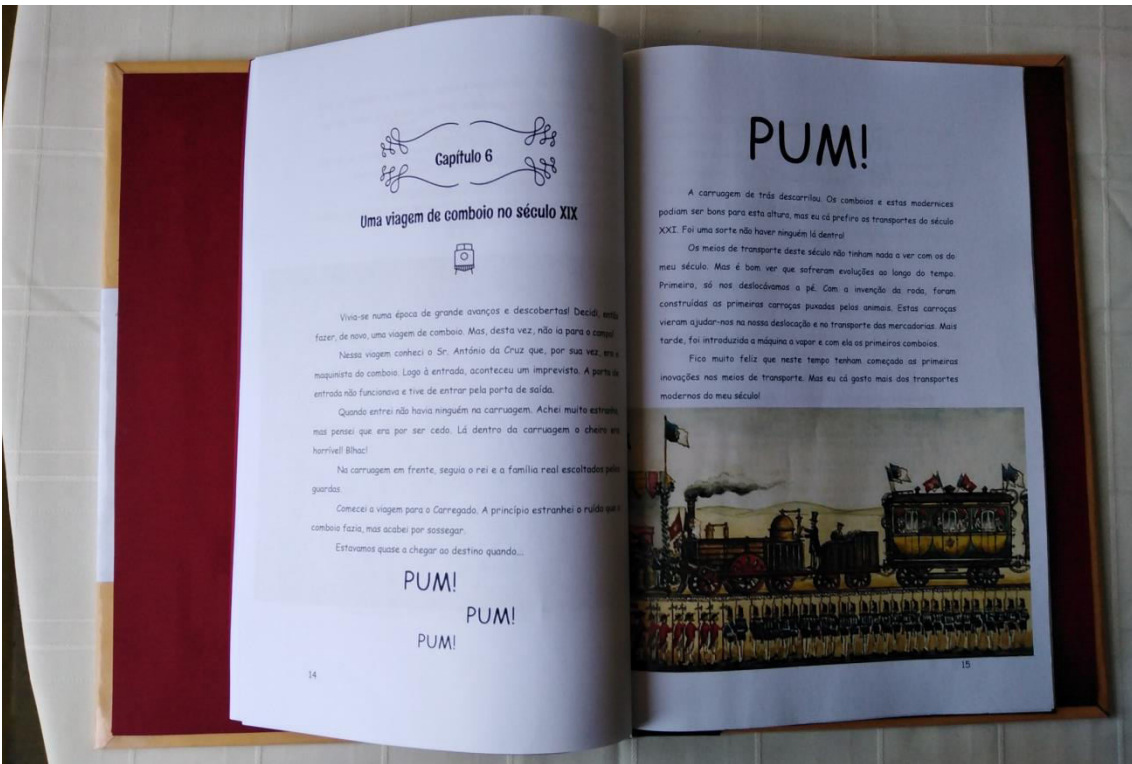 Capítulo 6
Uma viagem de comboio no século XIX
Vivia-se numa época de grande avanços e descobertas! Decidi, então
fazer, de novo, uma viagem de comboio. Mas, desta vez, não ia para o campo!
Nessa viagem conheci o Sr. António da Cruz que, por sua vez, era o
maquinista do comboio. Logo à entrada, aconteceu um imprevisto. A porta de
entrada não funcionava e tive de entrar pela porta de saída.
Quando entrei não havia ninguém na carruagem. Achei muito estranho,
mas pensei que era por ser cedo. Lá dentro da carruagem o cheiro era
horrível! Blhac!
Na carruagem em frente, seguia o rei e a família real escoltados pelos
guardas.
Comecei a viagem para o Carregado. A princípio estranhei o ruído que o
comboio fazia, mas acabei por sossegar.
Estavamos quase a chegar ao destino quando...
PUM!
PUM!
PUM!
14
PUM!
A carruagem de trás descarrilou. Os comboios e estas modernices
podiam ser bons para esta altura, mas eu cá prefiro os transportes do século
XXI. Foi uma sorte não haver ninguém lá dentro!
Os meios de transporte deste século não tinham nada a ver com os do
meu século. Mas é bom ver que sofreram evoluções ao longo do tempo.
Primeiro, só nos deslocávamos a pé. Com a invenção da roda, foram
construídas as primeiras carroças puxadas pelos animais. Estas carroças
vieram ajudar-nos na nossa deslocação e no transporte das mercadorias. Mais
tarde, foi introduzida a máquina a vapor e com ela os primeiros comboios.
Fico muito feliz que neste tempo tenham começado as primeiras
inovações nos meios de transporte. Mas eu cá gosto mais dos transportes
modernos do meu século!
15